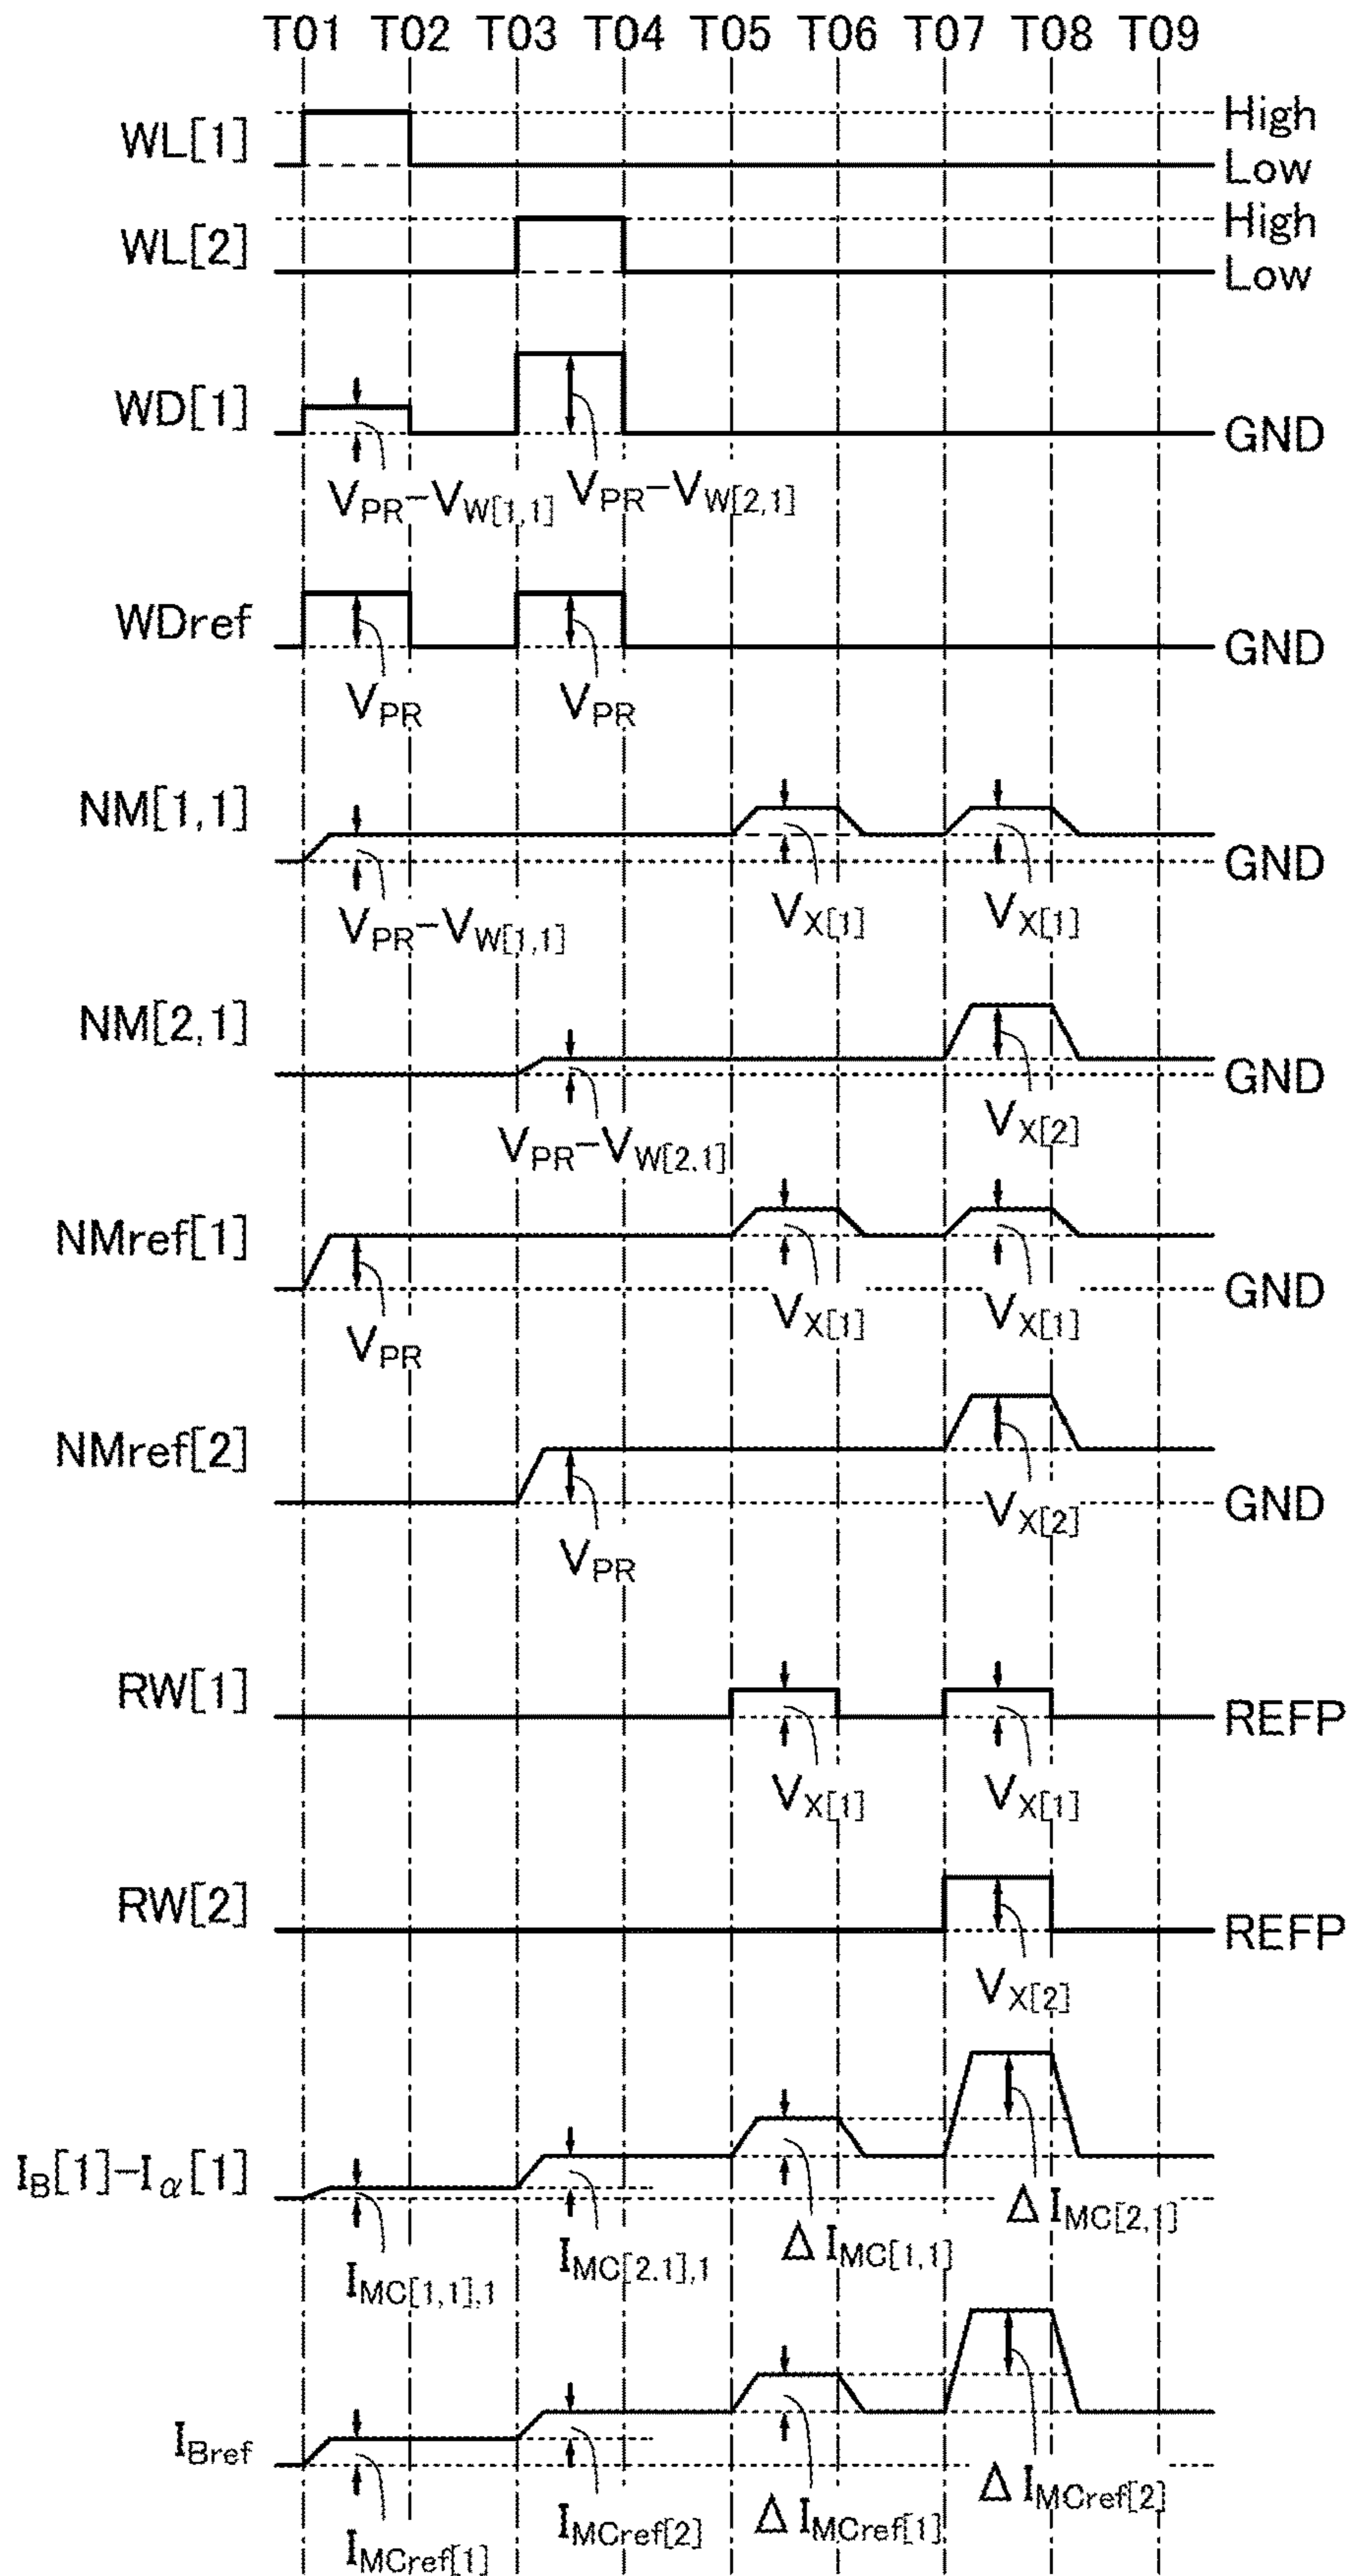 T01 T02 T03 T04 T05 T06 T07 T08 T09
WL[1] High
Low
WL[2] High
Low
WD[1] GND
VPR−VW[1,1] VPR−VW[2,1]
WDref GND
VPR VPR
NM[1,1] GND
VPR−VW[1,1] VX[1] VX[1]
NM[2,1] GND
VPR−VW[2,1] VX[2]
NMref[1] GND
VPR VX[1] VX[1]
NMref[2] GND
VPR VX[2]
RW[1] REFP
VX[1] VX[1]
RW[2] REFP
VX[2]
IB[1]−Iα[1]
IMC[1,1],1 IMC[2.1],1 Δ IMC[1,1] Δ IMC[2,1]
IBref
IMCref[1] IMCref[2] Δ IMCref[1] Δ IMCref[2]